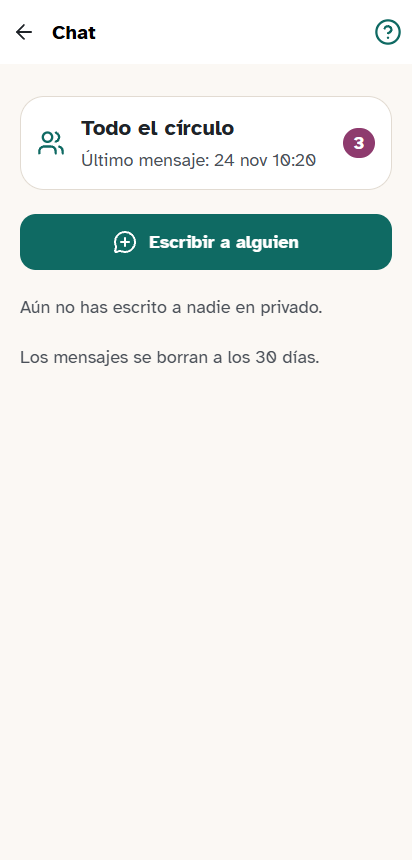 Chat
Todo el círculo
Último mensaje: 24 nov 10:20
3
Escribir a alguien
Aún no has escrito a nadie en privado.
Los mensajes se borran a los 30 días.